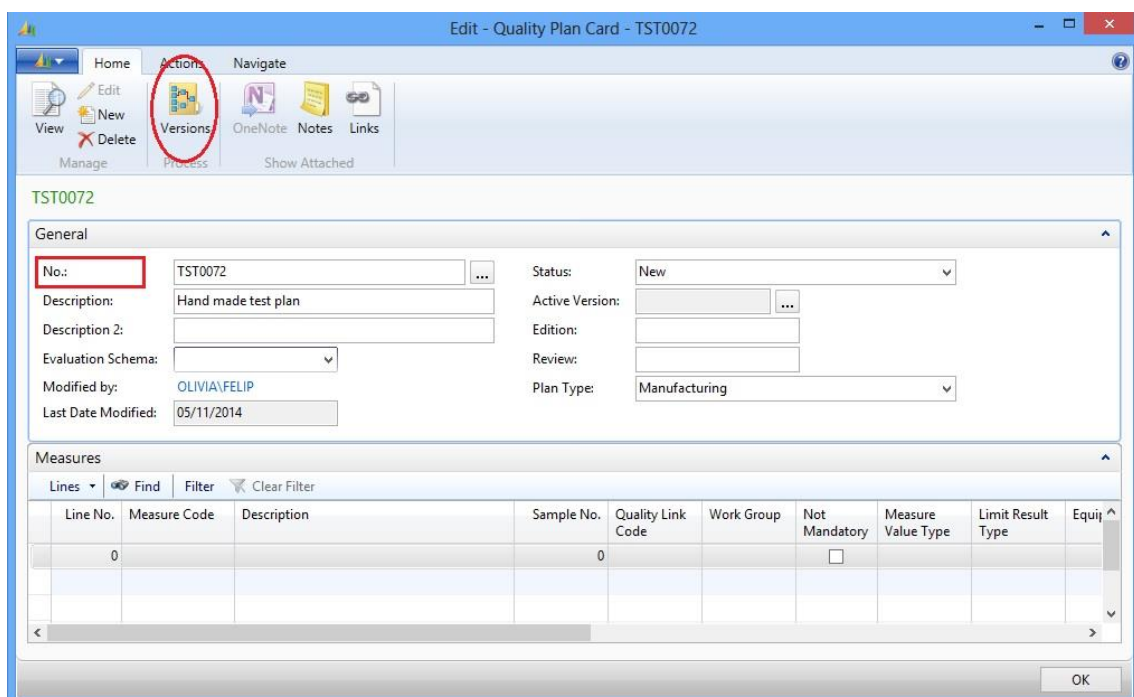 Edit - Quality Plan Card - TST0072
Home Actions Navigate
View Edit New Delete Versions OneNote Notes Links
Manage Process Show Attached
TST0072
General
No.: TST0072 ... Status: New
Description: Hand made test plan Active Version: ...
Description 2: Edition:
Evaluation Schema: Review:
Modified by: OLIVIA\FELIP Plan Type: Manufacturing
Last Date Modified: 05/11/2014
Measures
Lines Find Filter Clear Filter
Line No. Measure Code Description Sample No. Quality Link Code Work Group Not Mandatory Measure Value Type Limit Result Type Equip
0 0
OK